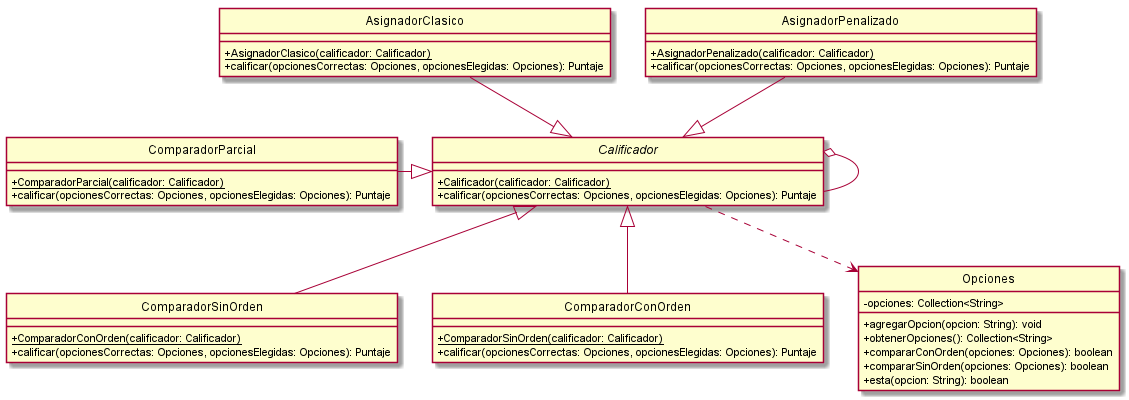 AsignadorClasico
+AsignadorClasico(calificador: Calificador)
+calificar(opcionesCorrectas: Opciones, opcionesElegidas: Opciones): Puntaje
AsignadorPenalizado
+AsignadorPenalizado(calificador: Calificador)
+calificar(opcionesCorrectas: Opciones, opcionesElegidas: Opciones): Puntaje
ComparadorParcial
+ComparadorParcial(calificador: Calificador)
+calificar(opcionesCorrectas: Opciones, opcionesElegidas: Opciones): Puntaje
Calificador
+Calificador(calificador: Calificador)
+calificar(opcionesCorrectas: Opciones, opcionesElegidas: Opciones): Puntaje
ComparadorSinOrden
+ComparadorConOrden(calificador: Calificador)
+calificar(opcionesCorrectas: Opciones, opcionesElegidas: Opciones): Puntaje
ComparadorConOrden
+ComparadorSinOrden(calificador: Calificador)
+calificar(opcionesCorrectas: Opciones, opcionesElegidas: Opciones): Puntaje
Opciones
-opciones: Collection<String>
+agregarOpcion(opcion: String): void
+obtenerOpciones(): Collection<String>
+compararConOrden(opciones: Opciones): boolean
+compararSinOrden(opciones: Opciones): boolean
+esta(opcion: String): boolean